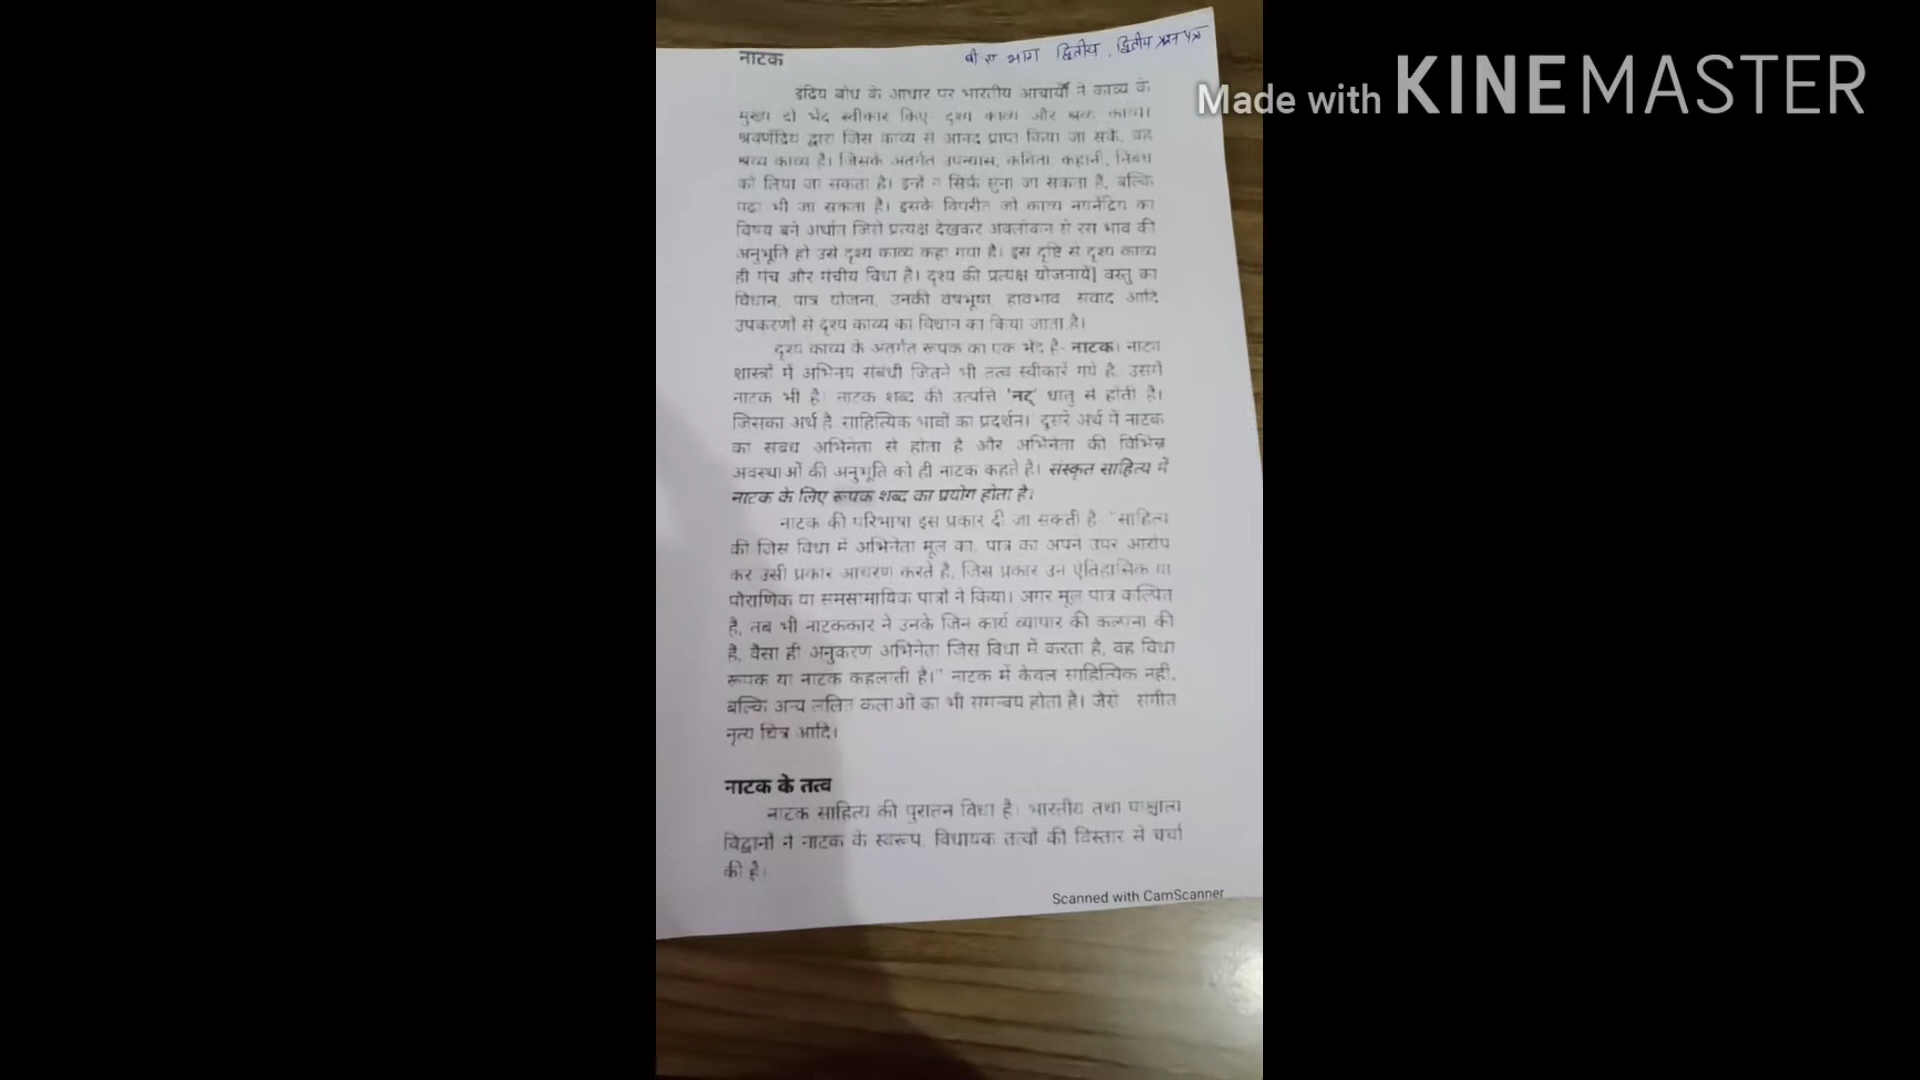 नाटक
बी ए भाग द्वितीय, द्वितीय प्रश्न पत्र
Made with KINEMASTER
इंद्रिय बोध के आधार पर भारतीय आचार्यों ने काव्य के
मुख्य दो भेद स्वीकार किए- दृश्य काव्य और श्रव्य काव्य।
श्रवणेंद्रिय द्वारा जिस काव्य से आनंद प्राप्त किया जा सके, वह
श्रव्य काव्य है। जिसके अंतर्गत उपन्यास, कविता, कहानी, निबंध
को लिया जा सकता है। इन्हें न सिर्फ सुना जा सकता है, बल्कि
पढ़ा भी जा सकता है। इसके विपरीत जो काव्य नयनेंद्रिय का
विषय बने अर्थात जिसे प्रत्यक्ष देखकर अवलोकन से रस भाव की
अनुभूति हो उसे दृश्य काव्य कहा गया है। इस दृष्टि से दृश्य काव्य
ही मंच और मंचीय विधा है। दृश्य की प्रत्यक्ष योजनायें] वस्तु का
विधान, पात्र योजना, उनकी वेषभूषा, हावभाव, संवाद आदि
उपकरणों से दृश्य काव्य का विधान का किया जाता है।
दृश्य काव्य के अंतर्गत रूपक का एक भेद है- नाटक। नाट्य
शास्त्रों में अभिनय संबंधी जितने भी तत्व स्वीकारें गये है, उसमें
नाटक भी है। नाटक शब्द की उत्पत्ति 'नट्' धातु से होती है।
जिसका अर्थ है साहित्यिक भावों का प्रदर्शन। दूसरे अर्थ में नाटक
का संबंध अभिनेता से होता है और अभिनेता की विभिन्न
अवस्थाओं की अनुभूति को ही नाटक कहते है। संस्कृत साहित्य में
नाटक के लिए रूपक शब्द का प्रयोग होता है।
नाटक की परिभाषा इस प्रकार दी जा सकती है- "साहित्य
की जिस विधा में अभिनेता मूल का, पात्र का अपने उपर आरोप
कर उसी प्रकार आचरण करते है, जिस प्रकार उन ऐतिहासिक या
पौराणिक या समसामायिक पात्रों ने किया। अगर मूल पात्र कल्पित
है, तब भी नाटककार ने उनके जिन कार्य व्यापार की कल्पना की
है, वैसा ही अनुकरण अभिनेता जिस विधा में करता है, वह विधा
रूपक या नाटक कहलाती है।" नाटक में केवल साहित्यिक नहीं,
बल्कि अन्य ललित कलाओं का भी समन्वय होता है। जैसे संगीत
नृत्य चित्र आदि।
नाटक के तत्व
नाटक साहित्य की पुरातन विधा है। भारतीय तथा पाश्चात्य
विद्वानों ने नाटक के स्वरूप, विधायक तत्वों की विस्तार से चर्चा
की है।
Scanned with CamScanner